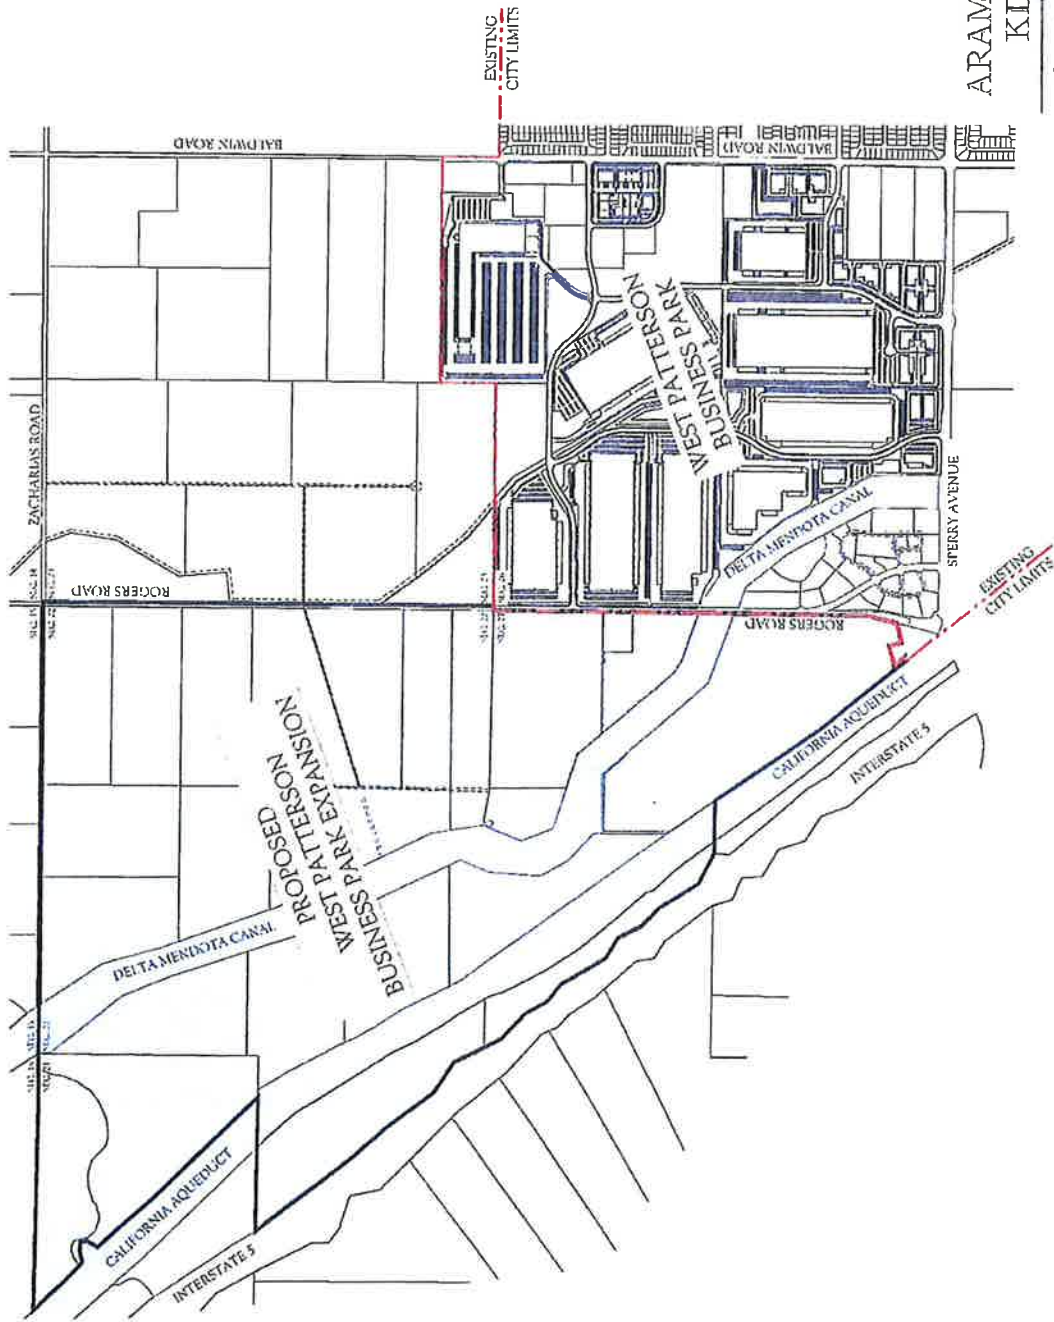 EXISTING
CITY LIMITS
ARAM
KI
BALDWIN ROAD
BALDWIN ROAD
ZACHARIAS ROAD
ROGERS ROAD
WEST PATTERSON
BUSINESS PARK
DELTA MENDOTA CANAL
SPERRY AVENUE
EXISTING
CITY LIMITS
ROGERS ROAD
PROPOSED
WEST PATTERSON
BUSINESS PARK EXPANSION
CALIFORNIA AQUEDUCT
INTERSTATE 5
DELTA MENDOTA CANAL
CALIFORNIA AQUEDUCT
INTERSTATE 5